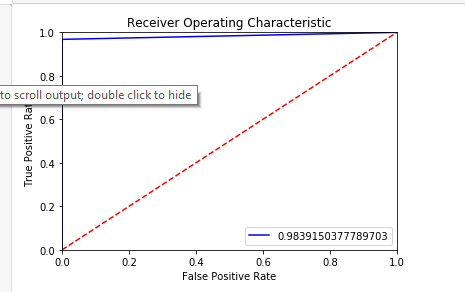 Receiver Operating Characteristic
1.0
0.8
to scroll output; double click to hide
0.6
0.4
0.2
0.0
True Positive
0.9839150377789703
0.0 0.2 0.4 0.6 0.8 1.0
False Positive Rate